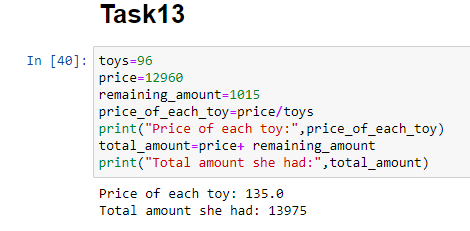 Task13
In [40]: toys=96
price=12960
remaining_amount=1015
price_of_each_toy=price/toys
print("Price of each toy:",price_of_each_toy)
total_amount=price+ remaining_amount
print("Total amount she had:",total_amount)
Price of each toy: 135.0
Total amount she had: 13975